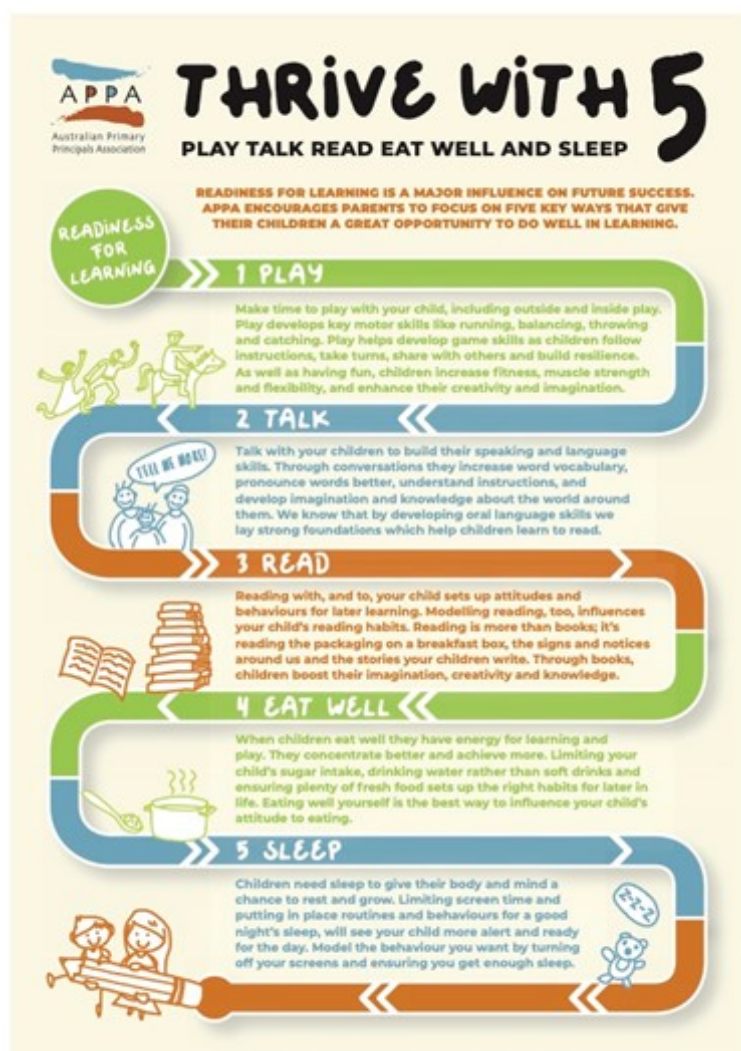 APPA
Australian Primary
Principals Association
THRIVE WITH 5
PLAY TALK READ EAT WELL AND SLEEP
READINESS FOR LEARNING IS A MAJOR INFLUENCE ON FUTURE SUCCESS.
APPA ENCOURAGES PARENTS TO FOCUS ON FIVE KEY WAYS THAT GIVE
THEIR CHILDREN A GREAT OPPORTUNITY TO DO WELL IN LEARNING.
READINESS
FOR
LEARNING
1 PLAY
Make time to play with your child, including outside and inside play.
Play develops key motor skills like running, balancing, throwing
and catching. Play helps develop game skills as children follow
instructions, take turns, share with others and build resilience.
As well as having fun, children increase fitness, muscle strength
and flexibility, and enhance their creativity and imagination.
2 TALK
TELL ME MORE!
Talk with your children to build their speaking and language
skills. Through conversations they increase word vocabulary,
pronounce words better, understand instructions, and
develop imagination and knowledge about the world around
them. We know that by developing oral language skills we
lay strong foundations which help children learn to read.
3 READ
Reading with, and to, your child sets up attitudes and
behaviours for later learning. Modelling reading, too, influences
your child's reading habits. Reading is more than books; it's
reading the packaging on a breakfast box, the signs and notices
around us and the stories your children write. Through books,
children boost their imagination, creativity and knowledge.
4 EAT WELL
When children eat well they have energy for learning and
play. They concentrate better and achieve more. Limiting your
child's sugar intake, drinking water rather than soft drinks and
ensuring plenty of fresh food sets up the right habits for later in
life. Eating well yourself is the best way to influence your child's
attitude to eating.
5 SLEEP
Children need sleep to give their body and mind a
chance to rest and grow. Limiting screen time and
putting in place routines and behaviours for a good
night's sleep, will see your child more alert and ready
for the day. Model the behaviour you want by turning
off your screens and ensuring you get enough sleep.
Z-Z-Z